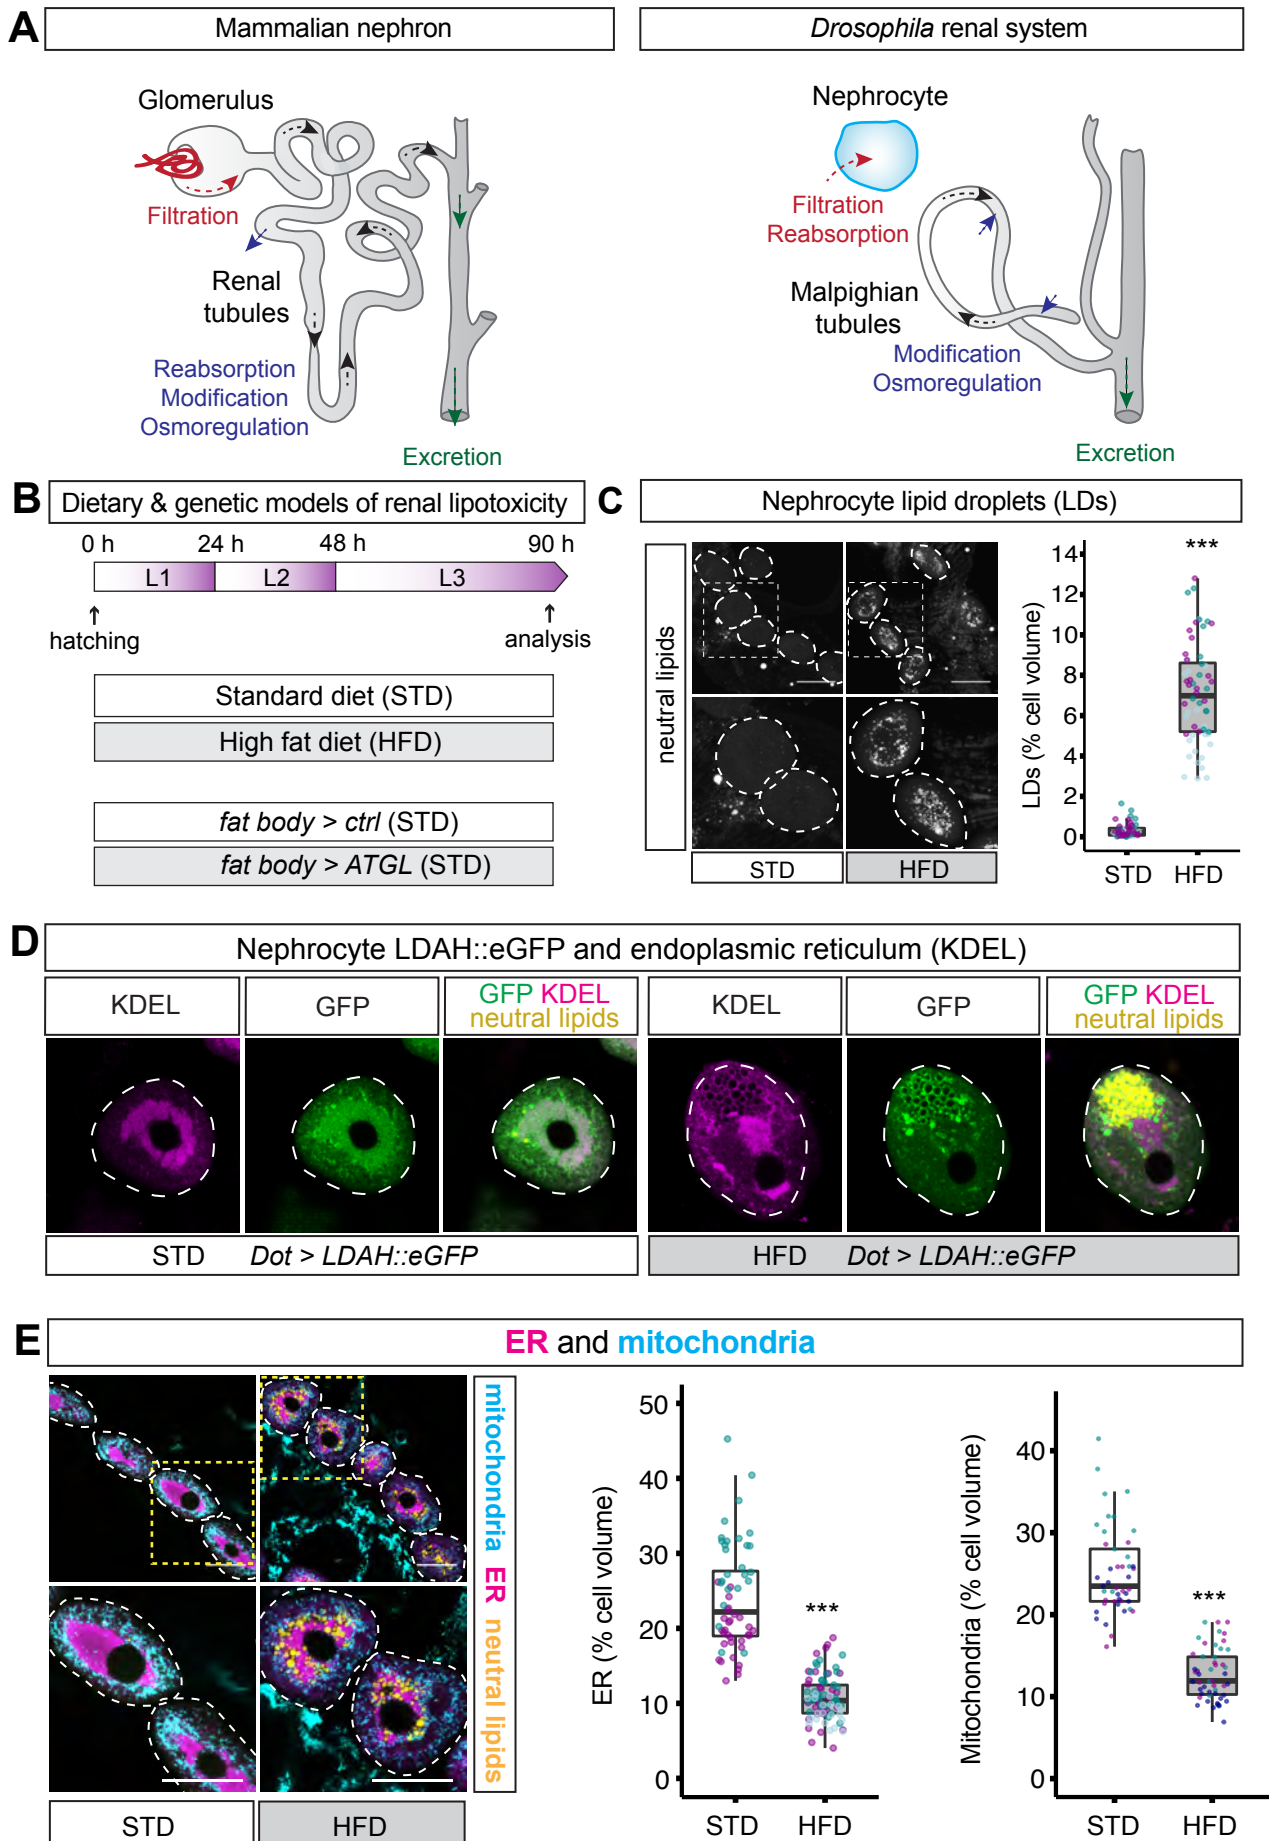 A
Mammalian nephron
Drosophila renal system
Glomerulus
Filtration
Renal
tubules
Reabsorption
Modification
Osmoregulation
Excretion
Nephrocyte
Filtration
Reabsorption
Malpighian
tubules
Modification
Osmoregulation
Excretion
B
Dietary & genetic models of renal lipotoxicity
0 h 24 h 48 h 90 h
L1 L2 L3
hatching
analysis
Standard diet (STD)
High fat diet (HFD)
fat body > ctrl (STD)
fat body > ATGL (STD)
C
Nephrocyte lipid droplets (LDs)
neutral lipids
STD HFD
LDs (% cell volume)
14
12
10
8
6
4
2
0
***
STD HFD
D
Nephrocyte LDAH::eGFP and endoplasmic reticulum (KDEL)
KDEL
GFP
GFP KDEL
neutral lipids
KDEL
GFP
GFP KDEL
neutral lipids
STD Dot > LDAH::eGFP
HFD Dot > LDAH::eGFP
E
ER and mitochondria
mitochondria ER neutral lipids
STD HFD
ER (% cell volume)
50
40
30
20
10
0
***
STD HFD
Mitochondria (% cell volume)
40
30
20
10
0
***
STD HFD